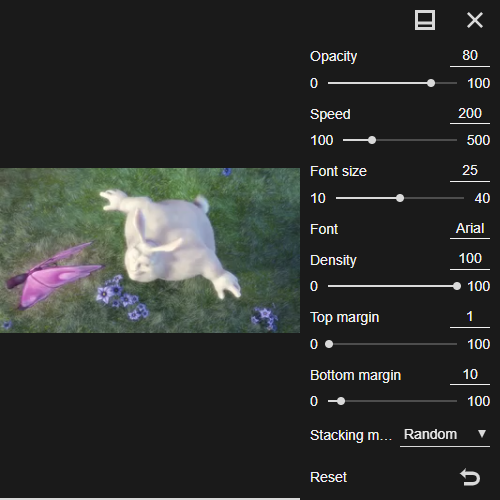 Opacity 80
0 100
Speed 200
100 500
Font size 25
10 40
Font Arial
Density 100
0 100
Top margin 1
0 100
Bottom margin 10
0 100
Stacking m... Random
Reset